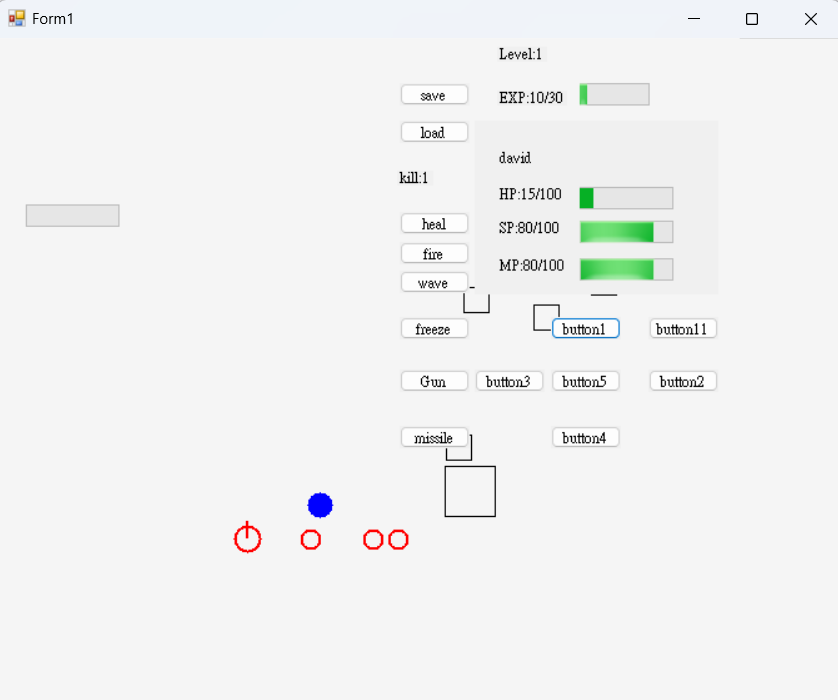 Form1
Level:1
save
EXP:10/30
load
david
kill:1
HP:15/100
heal
SP:80/100
fire
MP:80/100
wave
freeze
button1
button11
Gun
button3
button5
button2
missile
button4